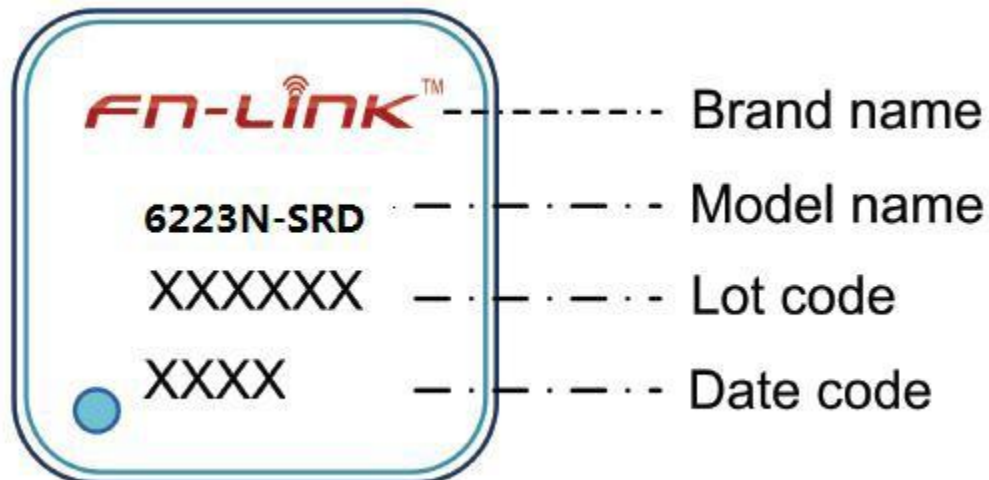 FN-LINK™ Brand name
6223N-SRD Model name
XXXXXX Lot code
XXXX Date code